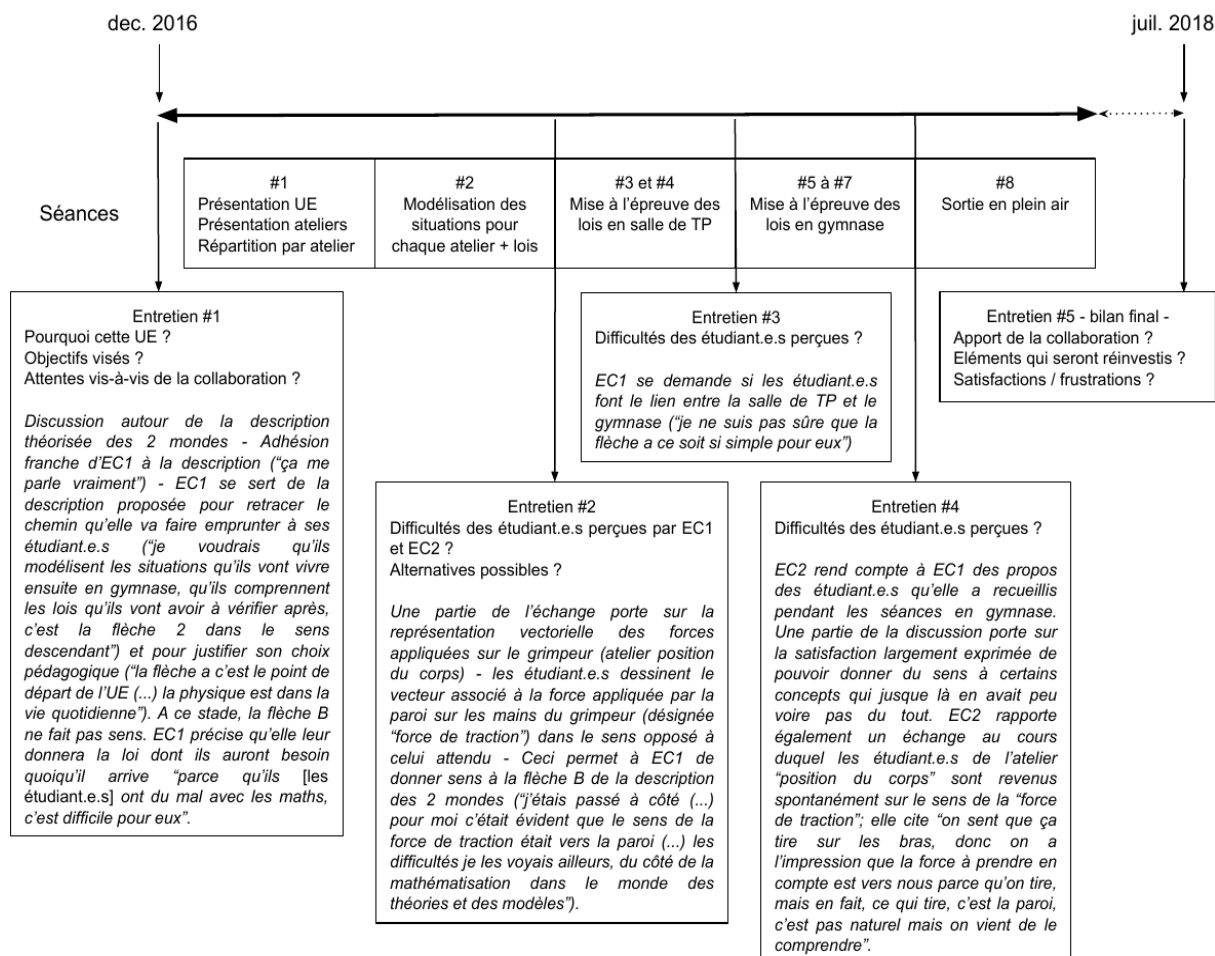 dec. 2016
juil. 2018
Séances
#1
Présentation UE
Présentation ateliers
Répartition par atelier
#2
Modélisation des
situations pour
chaque atelier + lois
#3 et #4
Mise à l'épreuve des
lois en salle de TP
#5 à #7
Mise à l'épreuve des
lois en gymnase
#8
Sortie en plein air
Entretien #1
Pourquoi cette UE ?
Objectifs visés ?
Attentes vis-à-vis de la collaboration ?
Discussion autour de la description
théorisée des 2 mondes - Adhésion
franche d'EC1 à la description ("ça me
parle vraiment") - EC1 se sert de la
description proposée pour retracer le
chemin qu'elle va faire emprunter à ses
étudiant.e.s ("je voudrais qu'ils
modélisent les situations qu'ils vont vivre
ensuite en gymnase, qu'ils comprennent
les lois qu'ils vont avoir à vérifier après,
c'est la flèche 2 dans le sens
descendant") et pour justifier son choix
pédagogique ("la flèche a c'est le point de
départ de l'UE (...) la physique est dans la
vie quotidienne"). A ce stade, la flèche B
ne fait pas sens. EC1 précise qu'elle leur
donnera la loi dont ils auront besoin
quoiqu'il arrive "parce qu'ils [les
étudiant.e.s] ont du mal avec les maths,
c'est difficile pour eux".
Entretien #2
Difficultés des étudiant.e.s perçues par EC1
et EC2 ?
Alternatives possibles ?
Une partie de l'échange porte sur la
représentation vectorielle des forces
appliquées sur le grimpeur (atelier position
du corps) - les étudiant.e.s dessinent le
vecteur associé à la force appliquée par la
paroi sur les mains du grimpeur (désignée
"force de traction") dans le sens opposé à
celui attendu - Ceci permet à EC1 de
donner sens à la flèche B de la description
des 2 mondes ("j'étais passé à côté (...)
pour moi c'était évident que le sens de la
force de traction était vers la paroi (...) les
difficultés je les voyais ailleurs, du côté de la
mathématisation dans le monde des
théories et des modèles").
Entretien #3
Difficultés des étudiant.e.s perçues ?
EC1 se demande si les étudiant.e.s
font le lien entre la salle de TP et le
gymnase ("je ne suis pas sûre que la
flèche a ce soit si simple pour eux")
Entretien #4
Difficultés des étudiant.e.s perçues ?
EC2 rend compte à EC1 des propos
des étudiant.e.s qu'elle a recueillis
pendant les séances en gymnase.
Une partie de la discussion porte sur
la satisfaction largement exprimée de
pouvoir donner du sens à certains
concepts qui jusque là en avait peu
voire pas du tout. EC2 rapporte
également un échange au cours
duquel les étudiant.e.s de l'atelier
"position du corps" sont revenus
spontanément sur le sens de la "force
de traction"; elle cite "on sent que ça
tire sur les bras, donc on a
l'impression que la force à prendre en
compte est vers nous parce qu'on tire,
mais en fait, ce qui tire, c'est la paroi,
c'est pas naturel mais on vient de le
comprendre".
Entretien #5 - bilan final -
Apport de la collaboration ?
Eléments qui seront réinvestis ?
Satisfactions / frustrations ?